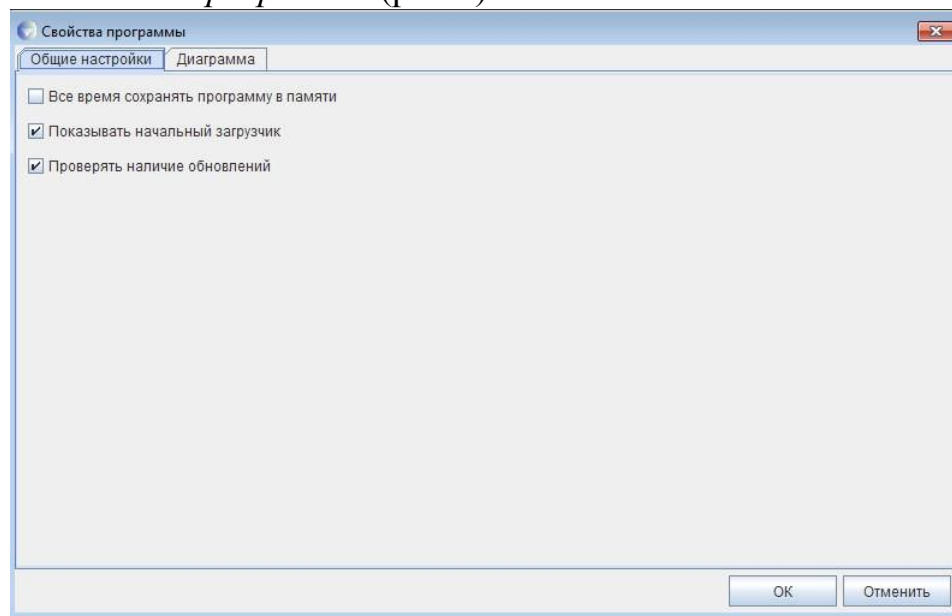 Свойства программы
Общие настройки Диаграмма
Все время сохранять программу в памяти
Показывать начальный загрузчик
Проверять наличие обновлений
ОК Отменить